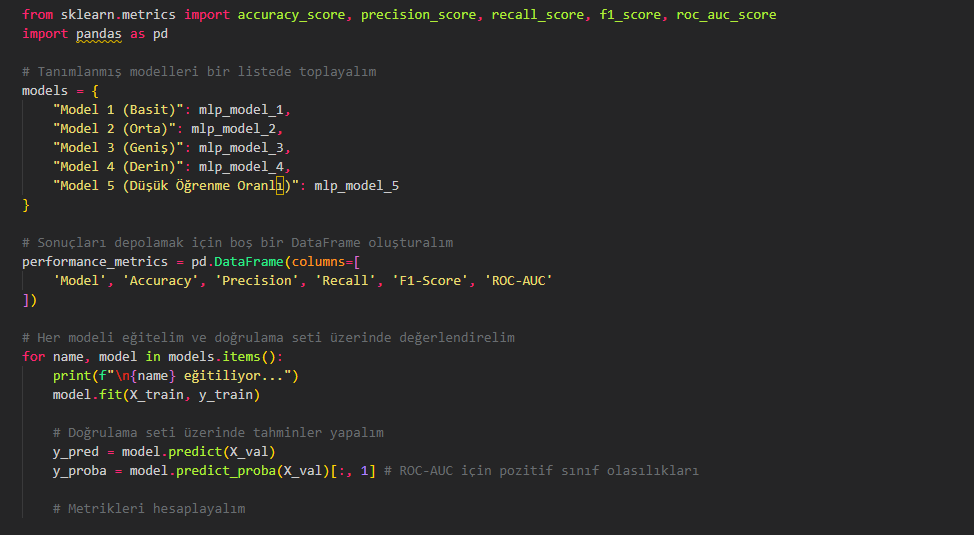 from sklearn.metrics import accuracy_score, precision_score, recall_score, f1_score, roc_auc_score
import pandas as pd
# Tanımlanmış modelleri bir listede toplayalım
models = {
"Model 1 (Basit)": mlp_model_1,
"Model 2 (Orta)": mlp_model_2,
"Model 3 (Geniş)": mlp_model_3,
"Model 4 (Derin)": mlp_model_4,
"Model 5 (Düşük Öğrenme Oranlı)": mlp_model_5
}
# Sonuçları depolamak için boş bir DataFrame oluşturalım
performance_metrics = pd.DataFrame(columns=[
'Model', 'Accuracy', 'Precision', 'Recall', 'F1-Score', 'ROC-AUC'
])
# Her modeli eğitelim ve doğrulama seti üzerinde değerlendirelim
for name, model in models.items():
print(f"\n{name} eğitiliyor...")
model.fit(X_train, y_train)
# Doğrulama seti üzerinde tahminler yapalım
y_pred = model.predict(X_val)
y_proba = model.predict_proba(X_val)[:, 1] # ROC-AUC için pozitif sınıf olasılıkları
# Metrikleri hesaplayalım